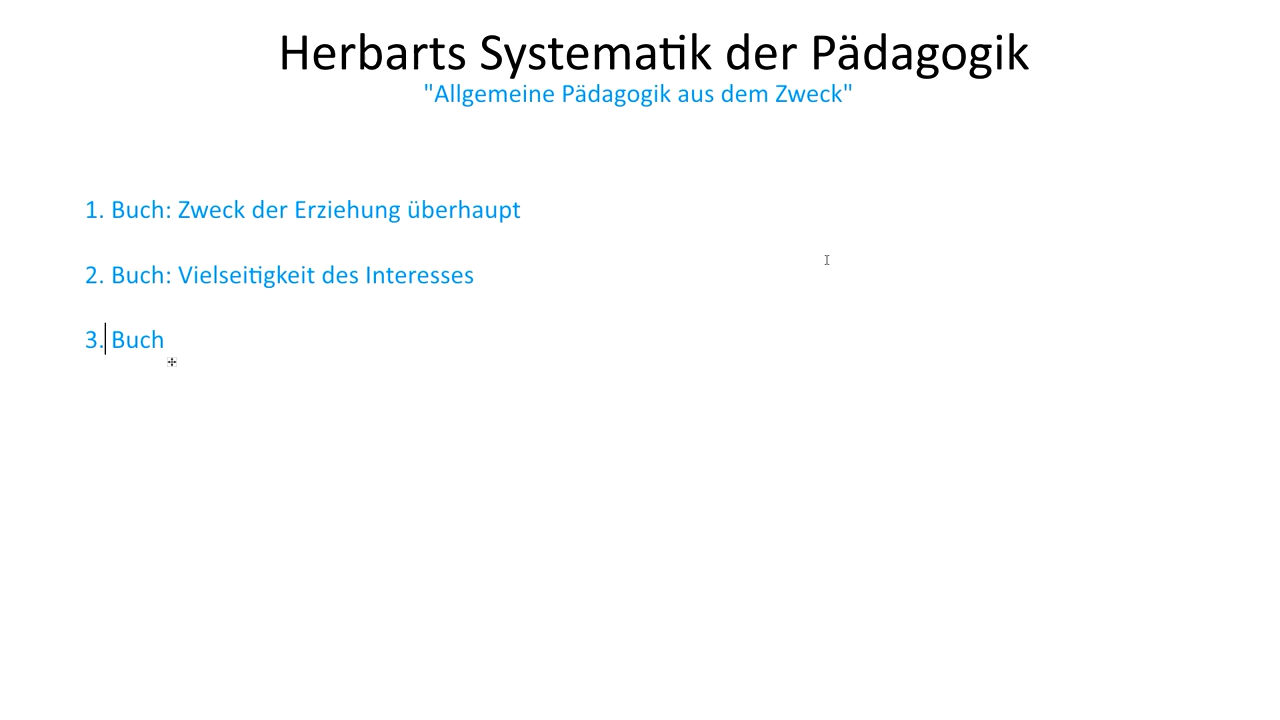 Herbarts Systematik der Pädagogik
"Allgemeine Pädagogik aus dem Zweck"
1. Buch: Zweck der Erziehung überhaupt
2. Buch: Vielseitigkeit des Interesses
3. Buch